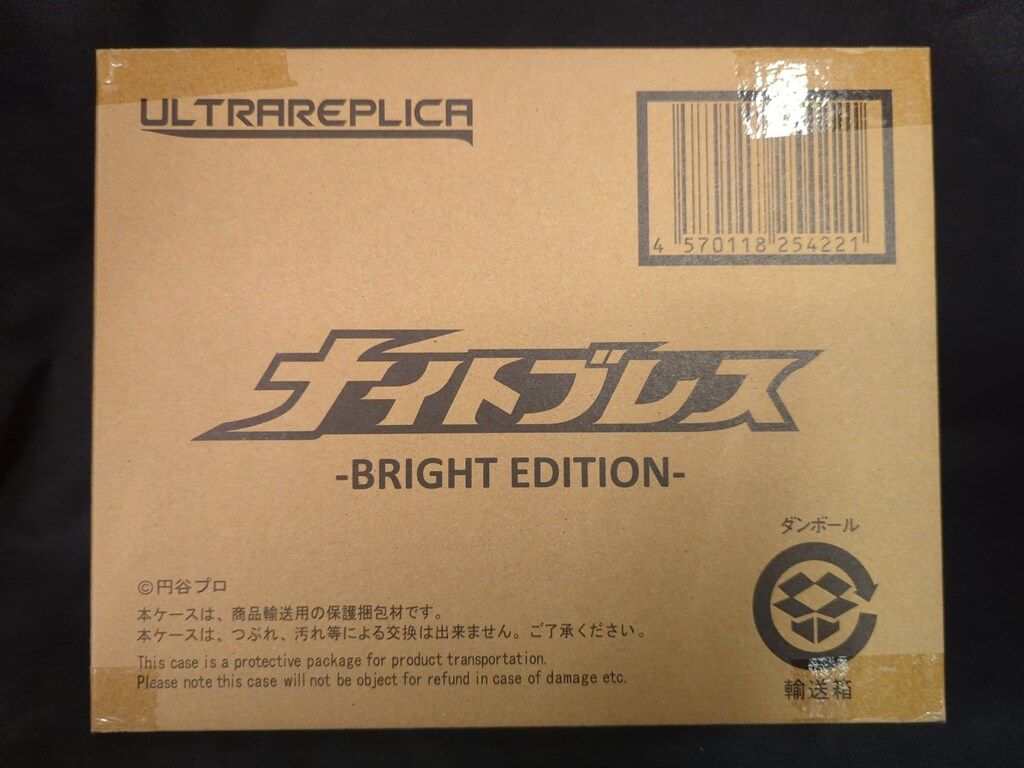 ULTRAREPLICA
4 570118 254221
ナイトブレス
-BRIGHT EDITION-
ダンボール
©円谷プロ
本ケースは、商品輸送用の保護梱包材です。
本ケースは、つぶれ、汚れ等による交換は出来ません。ご了承ください。
This case is a protective package for product transportation.
Please note this case will not be object for refund in case of damage etc.
輸送箱